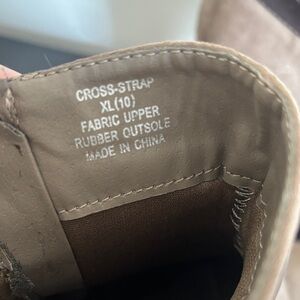 CROSS-STRAP
XL(10)
FABRIC UPPER
RUBBER OUTSOLE
MADE IN CHINA